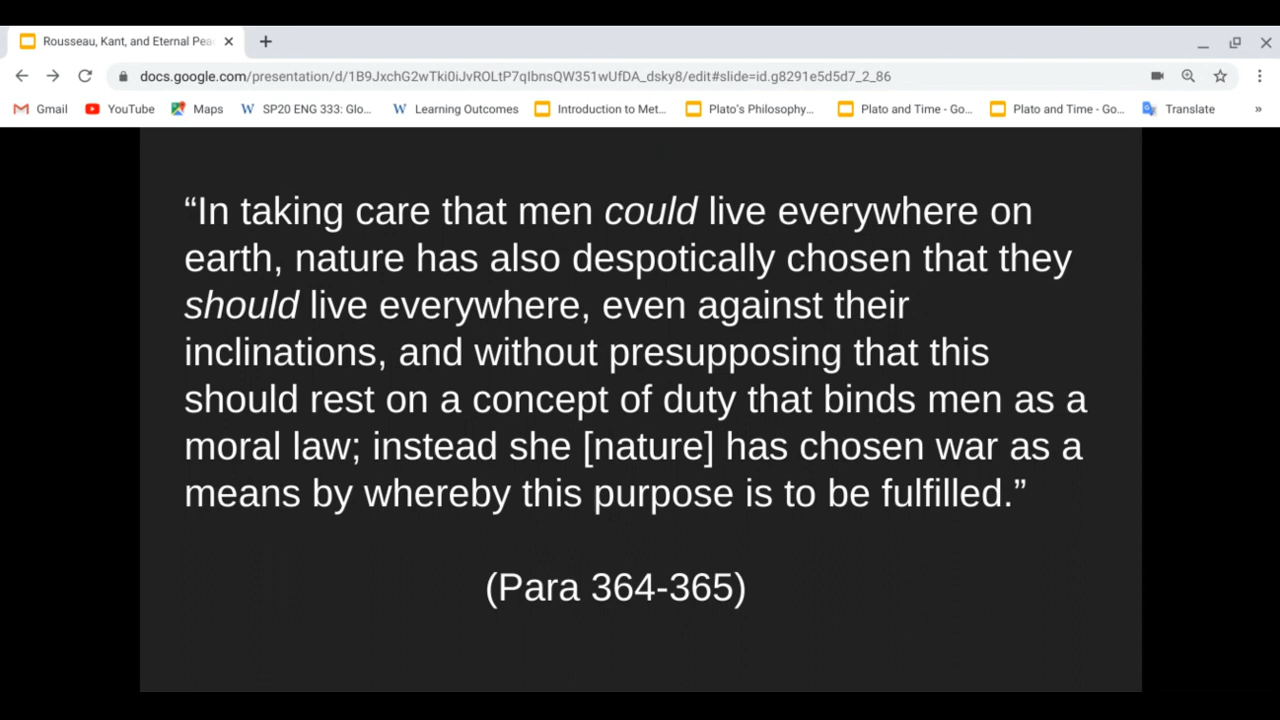 Rousseau, Kant, and Eternal Pea
docs.google.com/presentation/d/1B9JxchG2wTki0iJvROLtP7qIbnsQW351wUfDA_dsky8/edit#slide=id.g8291e5d5d7_2_86
Gmail YouTube Maps SP20 ENG 333: Glo... Learning Outcomes Introduction to Met... Plato's Philosophy... Plato and Time - Go... Plato and Time - Go... Translate »
“In taking care that men could live everywhere on
earth, nature has also despotically chosen that they
should live everywhere, even against their
inclinations, and without presupposing that this
should rest on a concept of duty that binds men as a
moral law; instead she [nature] has chosen war as a
means by whereby this purpose is to be fulfilled.”
(Para 364-365)